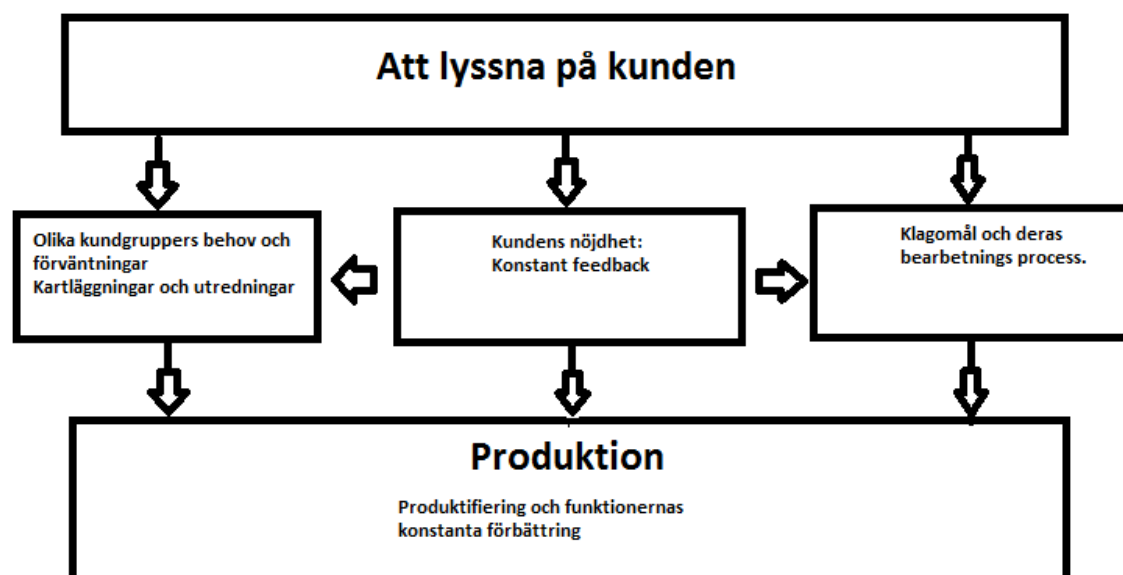 Att lyssna på kunden
Olika kundgruppers behov och
förväntningar
Kartläggningar och utredningar
Kundens nöjdhet:
Konstant feedback
Klagomål och deras
bearbetnings process.
Produktion
Produktifiering och funktionernas
konstanta förbättring